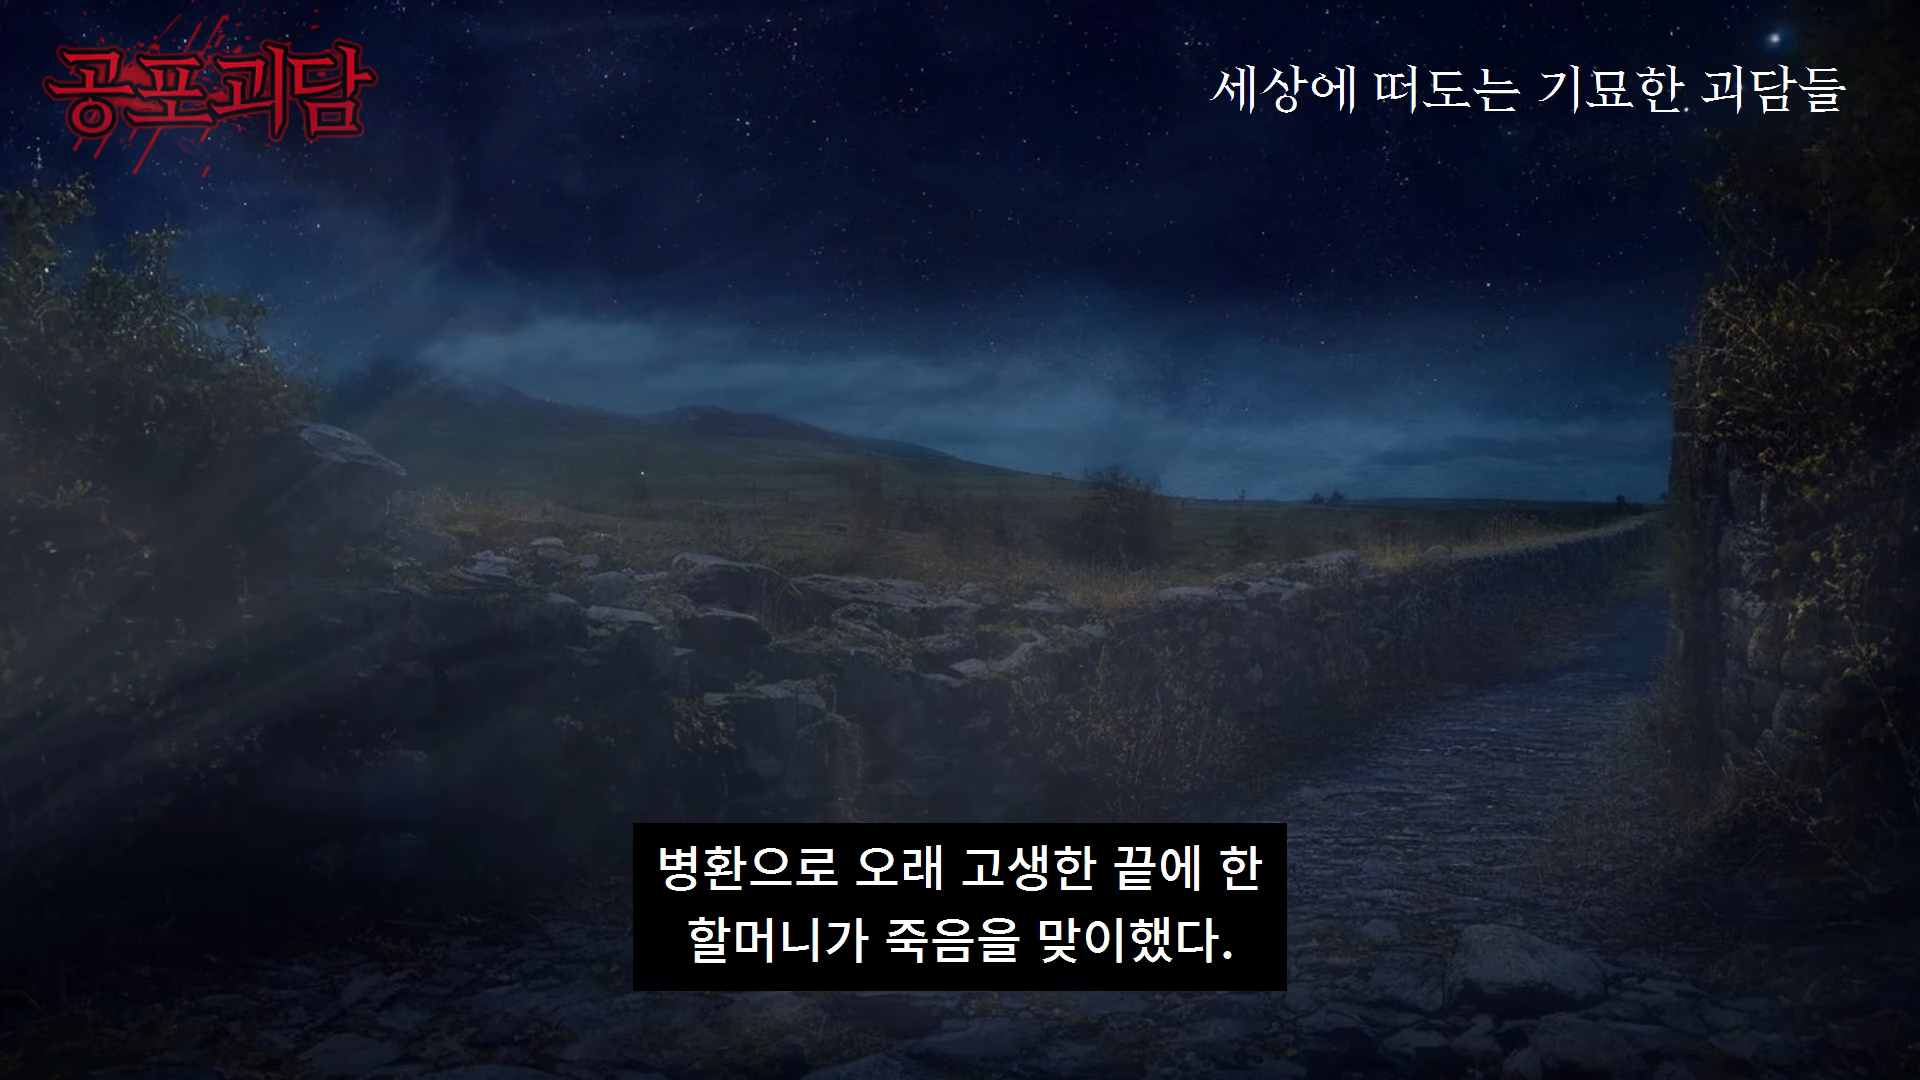 공포괴담
세상에 떠도는 기묘한 괴담들
병환으로 오래 고생한 끝에 한
할머니가 죽음을 맞이했다.